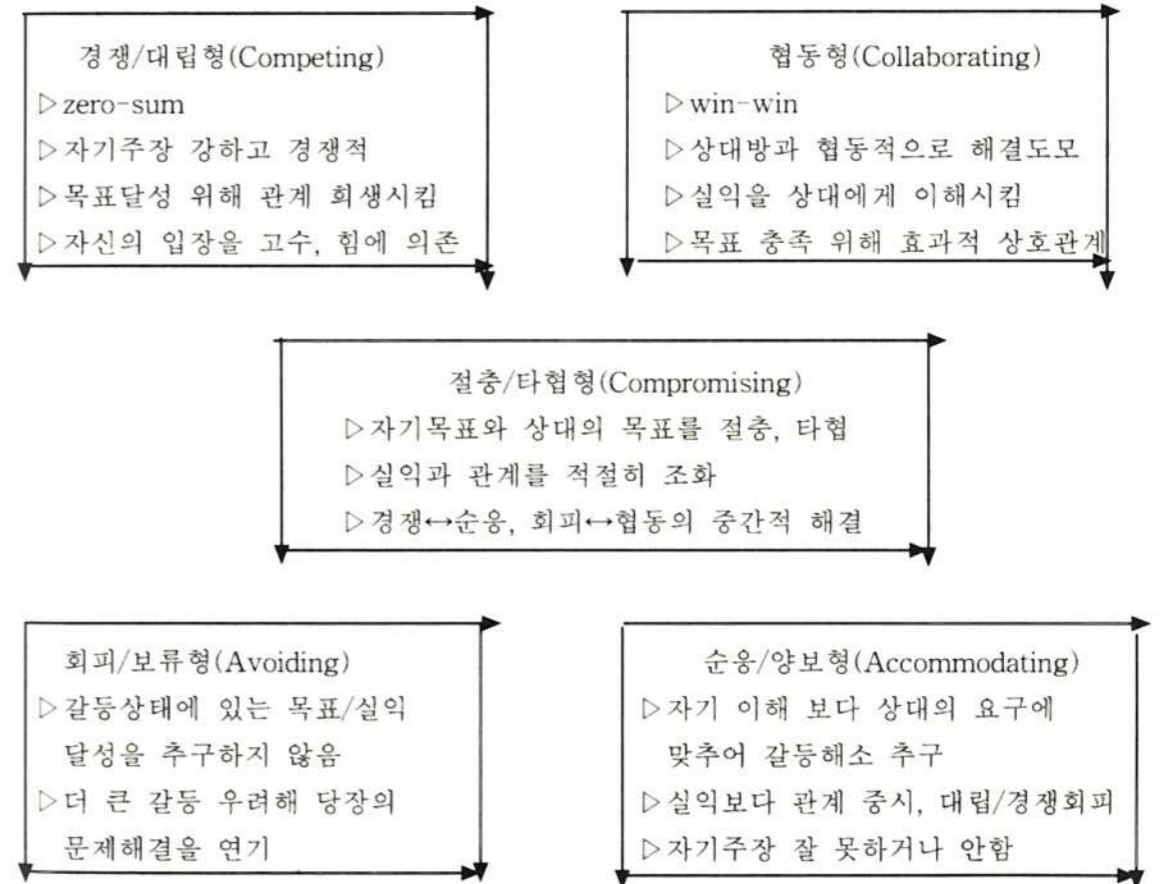 경쟁/대립형(Competing)
▷zero-sum
▷자기주장 강하고 경쟁적
▷목표달성 위해 관계 희생시킴
▷자신의 입장을 고수, 힘에 의존
협동형(Collaborating)
▷win-win
▷상대방과 협동적으로 해결도모
▷실익을 상대에게 이해시킴
▷목표 충족 위해 효과적 상호관계
절충/타협형(Compromising)
▷자기목표와 상대의 목표를 절충, 타협
▷실익과 관계를 적절히 조화
▷경쟁↔순응, 회피↔협동의 중간적 해결
회피/보류형(Avoiding)
▷갈등상태에 있는 목표/실익
달성을 추구하지 않음
▷더 큰 갈등 우려해 당장의
문제해결을 연기
순응/양보형(Accommodating)
▷자기 이해 보다 상대의 요구에
맞추어 갈등해소 추구
▷실익보다 관계 중시, 대립/경쟁회피
▷자기주장 잘 못하거나 안함